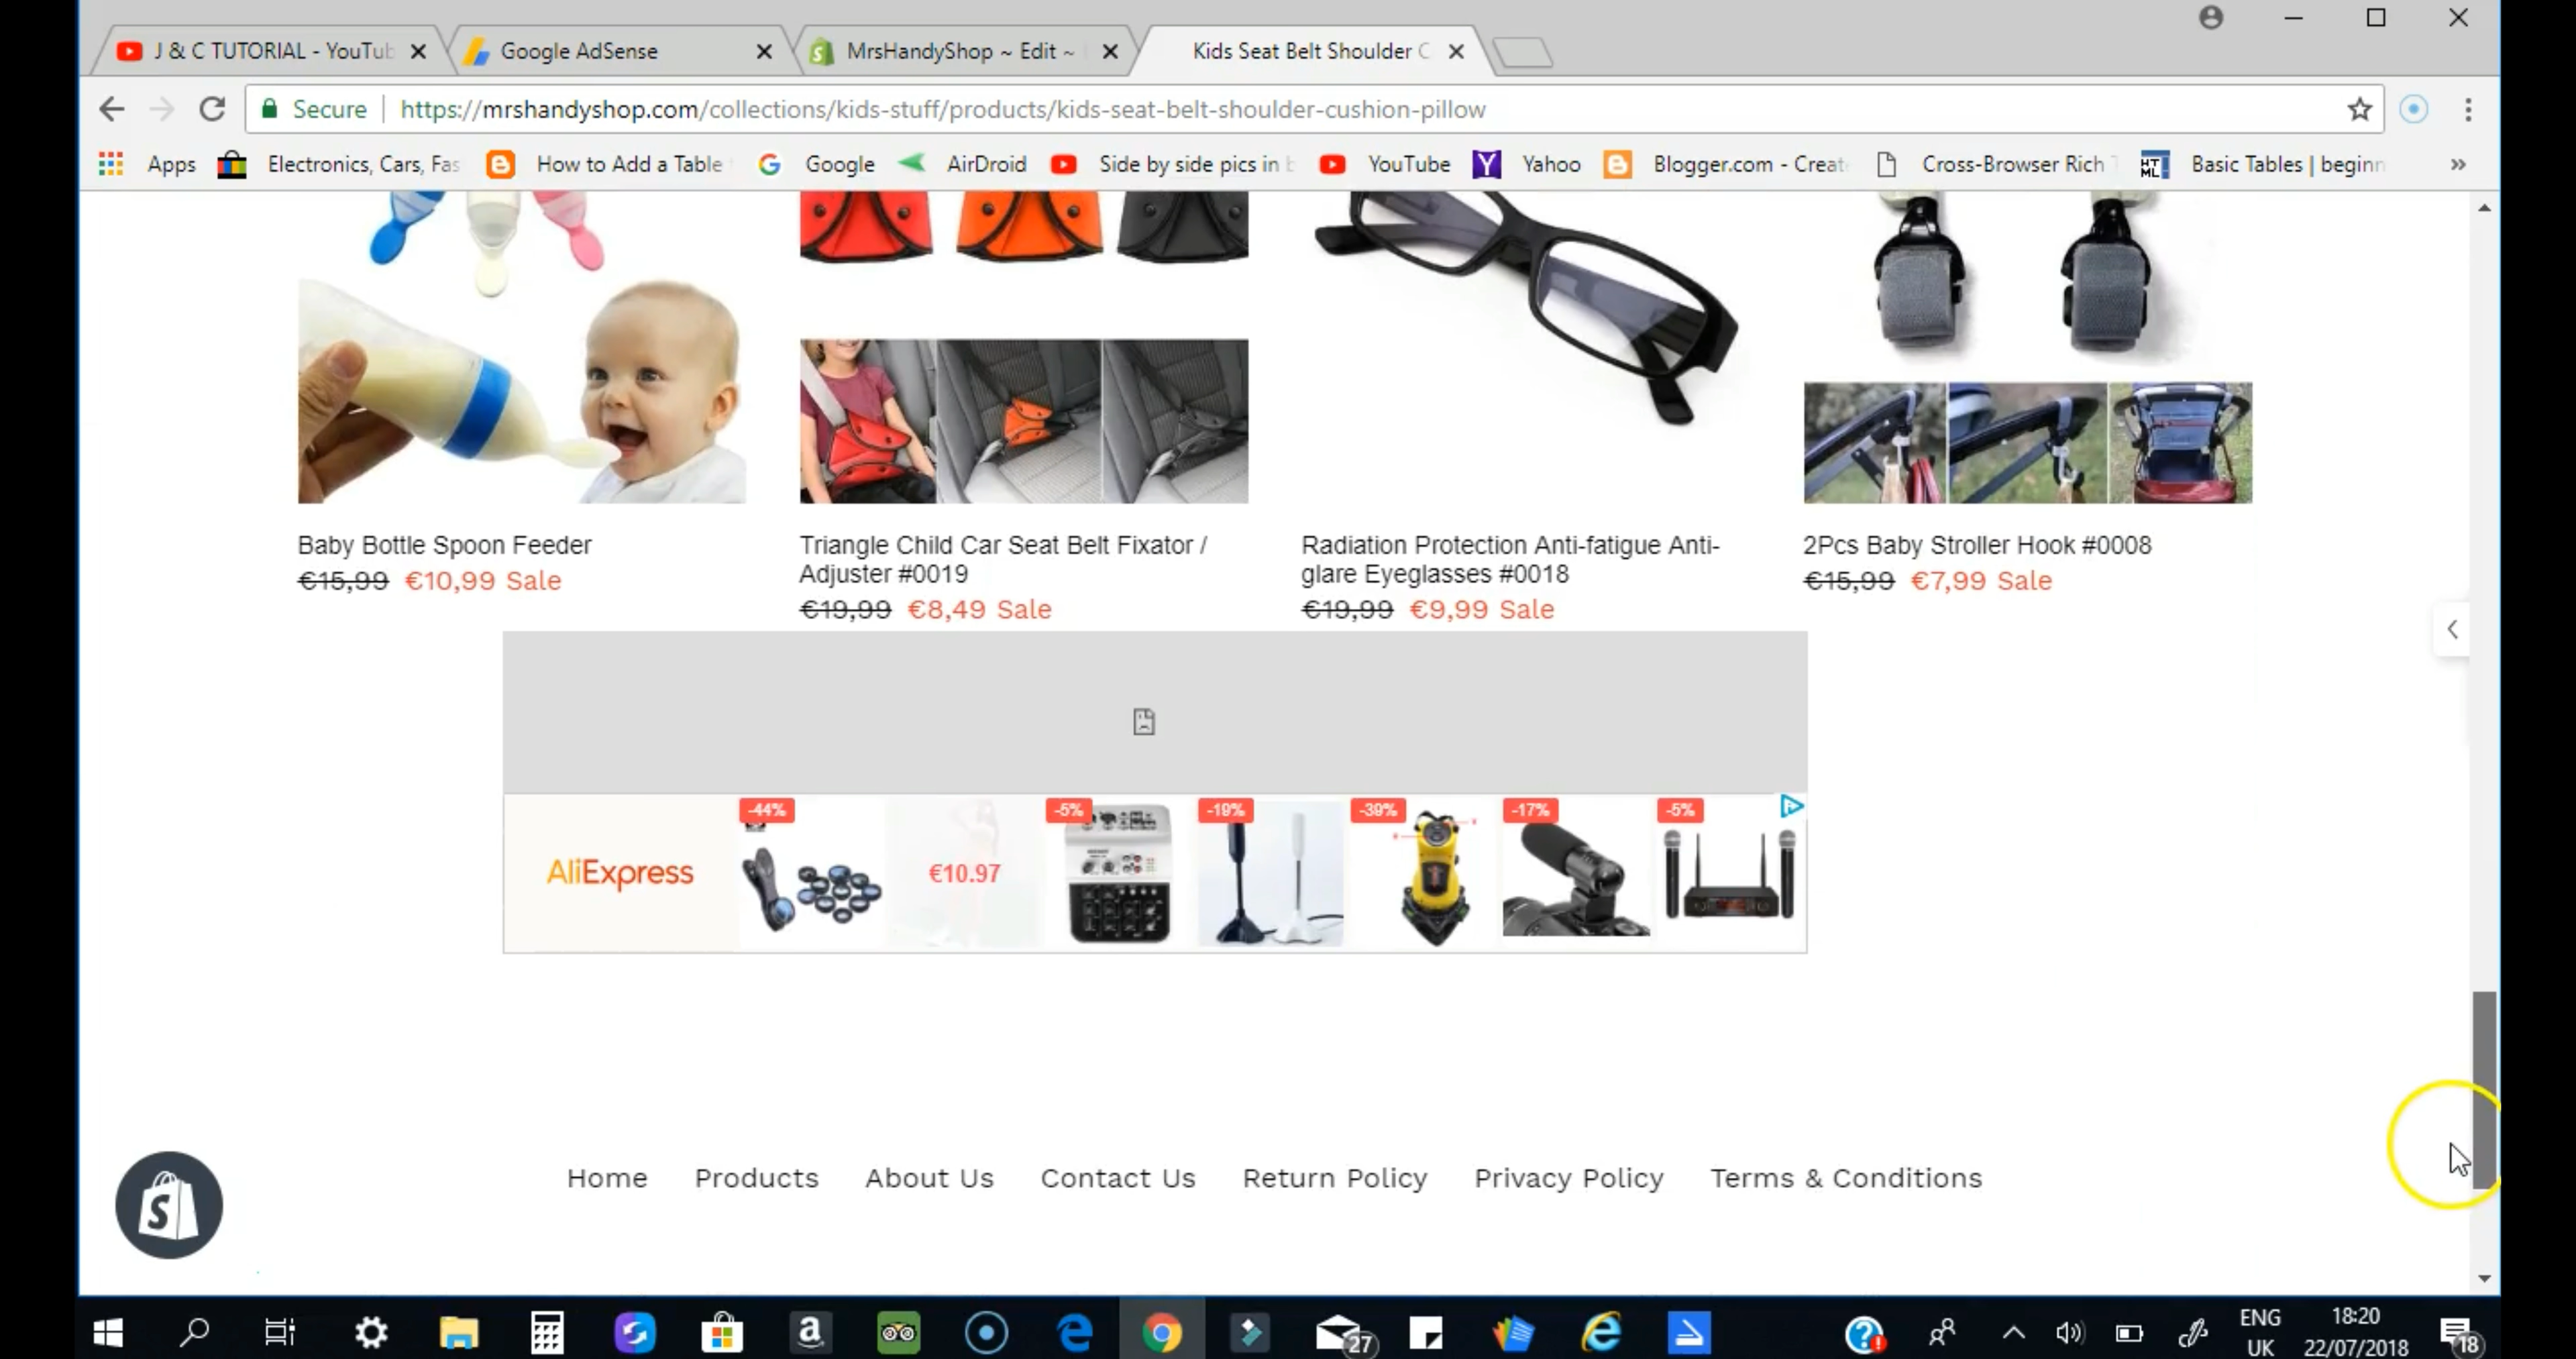 J & C TUTORIAL - YouTub
Google AdSense
MrsHandyShop ~ Edit ~
Kids Seat Belt Shoulder C
Secure
https://mrshandyshop.com/collections/kids-stuff/products/kids-seat-belt-shoulder-cushion-pillow
Apps
Electronics, Cars, Fas
How to Add a Table
Google
AirDroid
Side by side pics in b
YouTube
Yahoo
Blogger.com - Creat
Cross-Browser Rich T
Basic Tables | beginn
Baby Bottle Spoon Feeder
€15,99 €10,99 Sale
Triangle Child Car Seat Belt Fixator /
Adjuster #0019
€19,99 €8,49 Sale
Radiation Protection Anti-fatigue Anti-
glare Eyeglasses #0018
€19,99 €9,99 Sale
2Pcs Baby Stroller Hook #0008
€15,99 €7,99 Sale
AliExpress
-44%
€10.97
-5%
-19%
-39%
-17%
-5%
Home
Products
About Us
Contact Us
Return Policy
Privacy Policy
Terms & Conditions
27
ENG
UK
18:20
22/07/2018
18